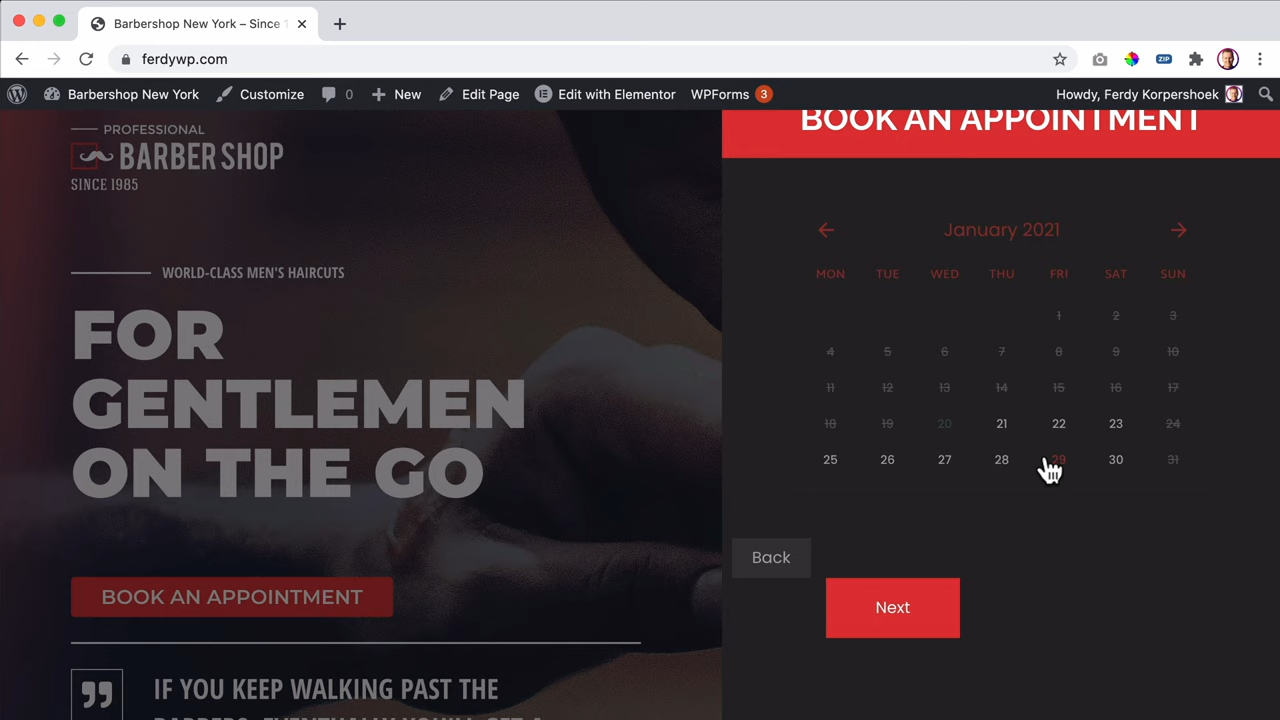 Barbershop New York – Since 1
ferdywp.com
ZIP
Barbershop New York
Customize
0
New
Edit Page
Edit with Elementor
WPForms 3
Howdy, Ferdy Korpershoek
PROFESSIONAL
BARBER SHOP
SINCE 1985
WORLD-CLASS MEN'S HAIRCUTS
FOR
GENTLEMEN
ON THE GO
BOOK AN APPOINTMENT
IF YOU KEEP WALKING PAST THE
BOOK AN APPOINTMENT
January 2021
MON TUE WED THU FRI SAT SUN
1 2 3
4 5 6 7 8 9 10
11 12 13 14 15 16 17
18 19 20 21 22 23 24
25 26 27 28 29 30 31
Back
Next